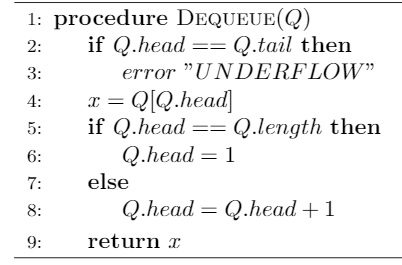 1: procedure DEQUEUE(Q)
2: if Q.head == Q.tail then
3: error "UNDERFLOW"
4: x = Q[Q.head]
5: if Q.head == Q.length then
6: Q.head = 1
7: else
8: Q.head = Q.head + 1
9: return x